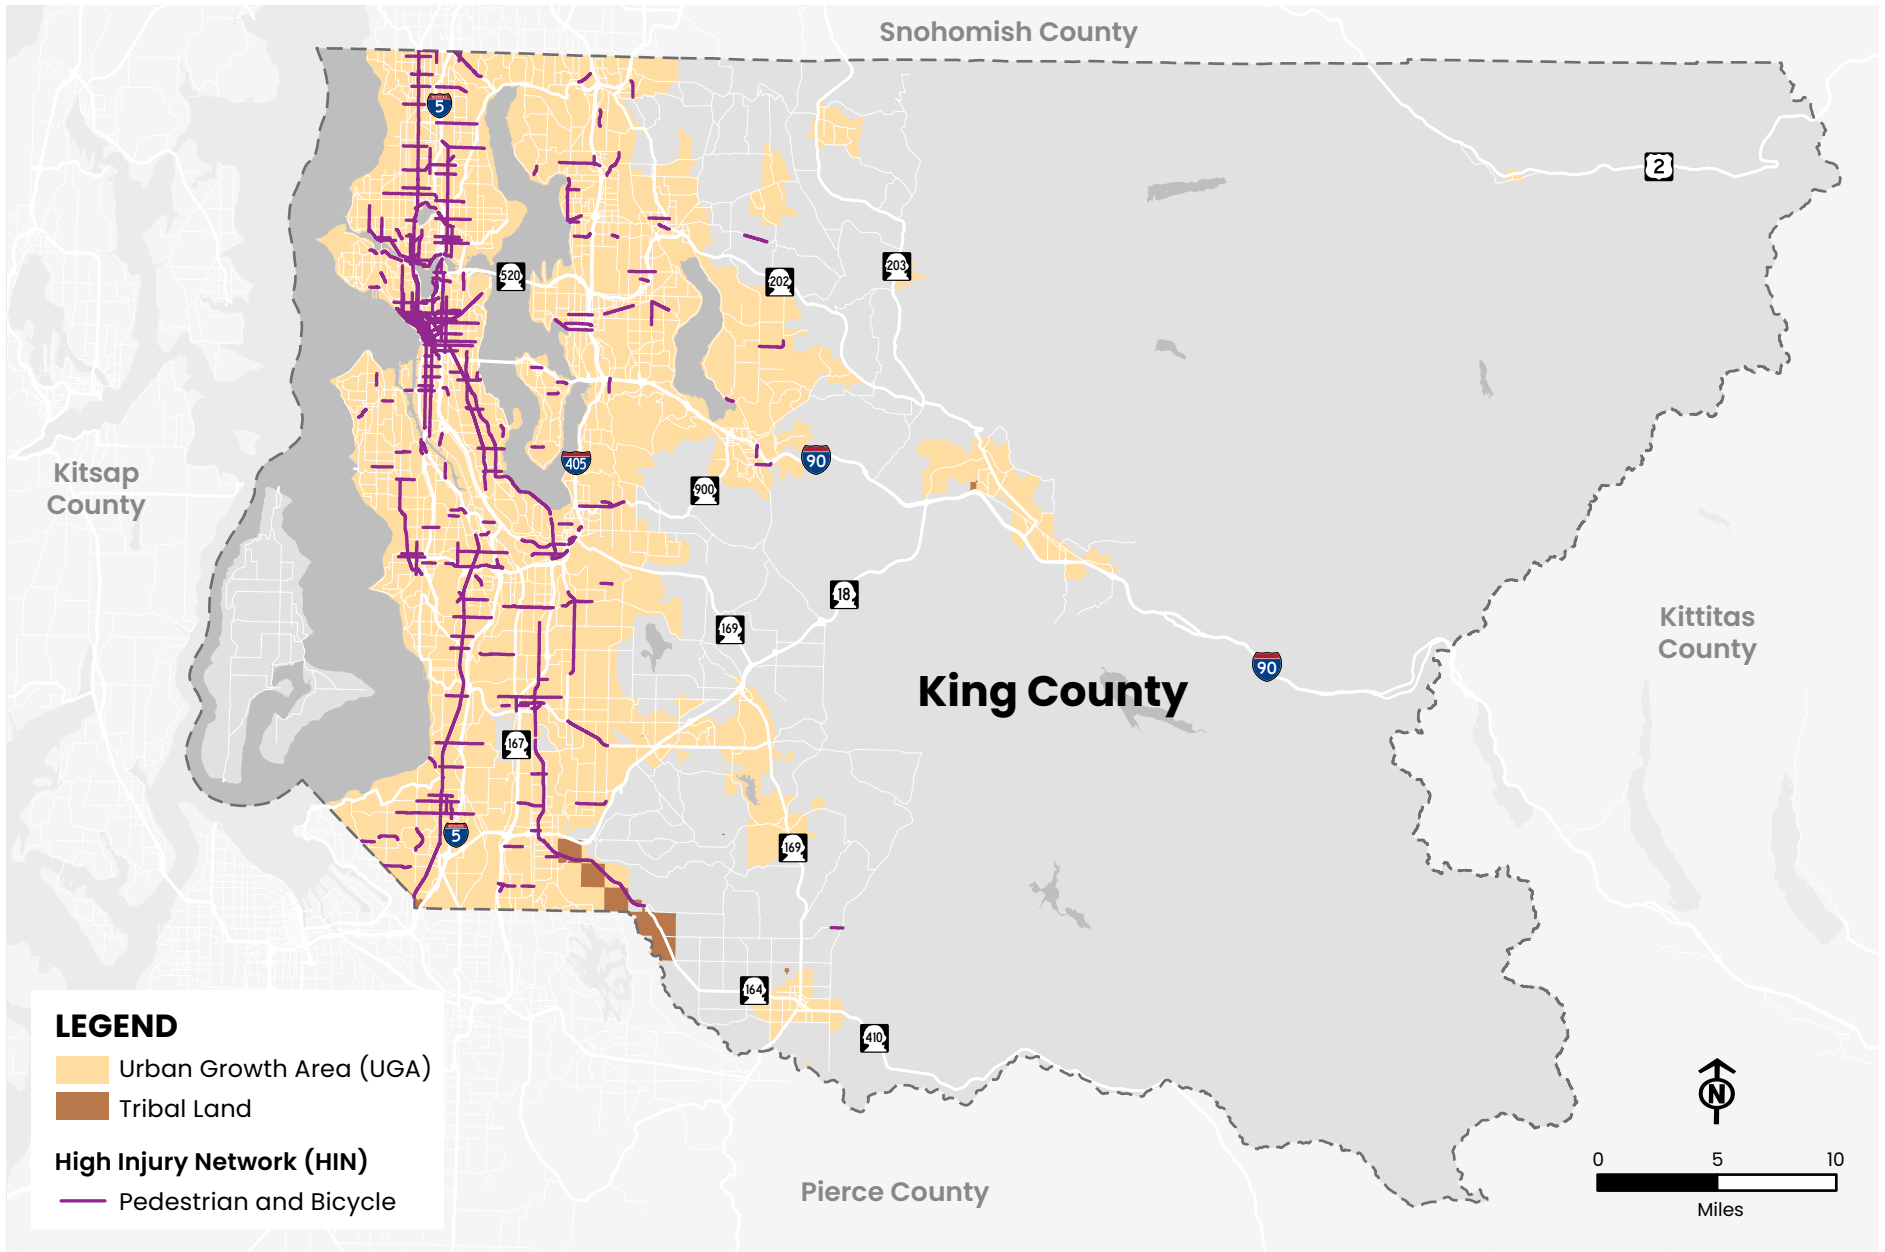 Snohomish County
5
2
203
520
202
405
90
Kitsap
County
900
18
Kittitas
County
169
90
King County
167
5
169
164
LEGEND
410
Urban Growth Area (UGA)
Tribal Land
N
High Injury Network (HIN)
0 5 10
Pierce County
Pedestrian and Bicycle
Miles